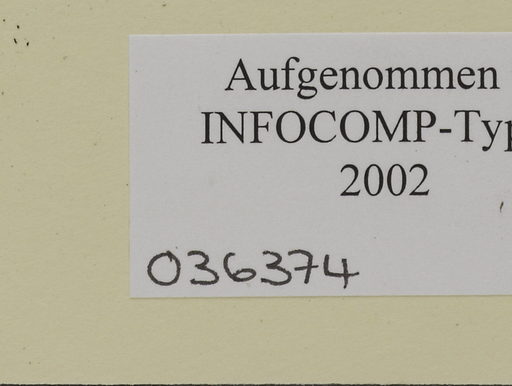 Aufgenommen
INFOCOMP-Typ
2002
036374